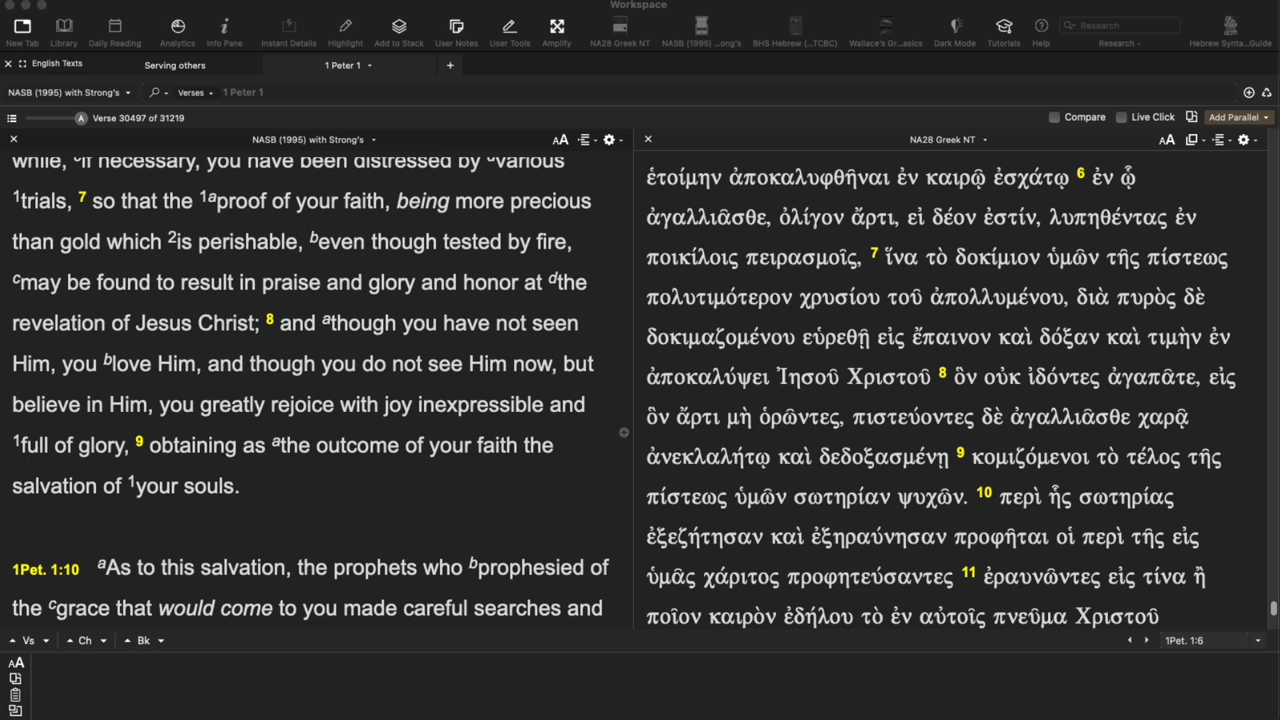 Workspace
New Tab
Library
Daily Reading
Analytics
Info Pane
Instant Details
Highlight
Add to Stack
User Notes
User Tools
Amplify
NA28 Greek NT
NASB (1995) ...ong's
BHS Hebrew (...TCBC)
Wallace's Gr...asics
Dark Mode
Tutorials
Help
Research
Research
Hebrew Synta...Guide
English Texts
Serving others
1 Peter 1
NASB (1995) with Strong's
Verses
1 Peter 1
Verse 30497 of 31219
Compare
Live Click
Add Parallel
NASB (1995) with Strong's
while, if necessary, you have been distressed by ᵃvarious
¹trials, 7 so that the ¹ᵃproof of your faith, being more precious
than gold which ²is perishable, ᵇeven though tested by fire,
ᶜmay be found to result in praise and glory and honor at ᵈthe
revelation of Jesus Christ; 8 and ᵃthough you have not seen
Him, you ᵇlove Him, and though you do not see Him now, but
believe in Him, you greatly rejoice with joy inexpressible and
¹full of glory, 9 obtaining as ᵃthe outcome of your faith the
salvation of ¹your souls.
1Pet. 1:10 ᵃAs to this salvation, the prophets who ᵇprophesied of
the ᶜgrace that would come to you made careful searches and
NA28 Greek NT
ἑτοίμην ἀποκαλυφθῆναι ἐν καιρῷ ἐσχάτῳ 6 ἐν ᾧ
ἀγαλλιᾶσθε, ὀλίγον ἄρτι, εἰ δέον ἐστίν, λυπηθέντας ἐν
ποικίλοις πειρασμοῖς, 7 ἵνα τὸ δοκίμιον ὑμῶν τῆς πίστεως
πολυτιμότερον χρυσίου τοῦ ἀπολλυμένου, διὰ πυρὸς δὲ
δοκιμαζομένου εὑρεθῇ εἰς ἔπαινον καὶ δόξαν καὶ τιμὴν ἐν
ἀποκαλύψει Ἰησοῦ Χριστοῦ 8 ὃν οὐκ ἰδόντες ἀγαπᾶτε, εἰς
ὃν ἄρτι μὴ ὁρῶντες, πιστεύοντες δὲ ἀγαλλιᾶσθε χαρᾷ
ἀνεκλαλήτῳ καὶ δεδοξασμένῃ 9 κομιζόμενοι τὸ τέλος τῆς
πίστεως ὑμῶν σωτηρίαν ψυχῶν. 10 περὶ ἧς σωτηρίας
ἐξεζήτησαν καὶ ἐξηραύνησαν προφῆται οἱ περὶ τῆς εἰς
ὑμᾶς χάριτος προφητεύσαντες 11 ἐραυνῶντες εἰς τίνα ἢ
ποῖον καιρὸν ἐδήλου τὸ ἐν αὐτοῖς πνεῦμα Χριστοῦ
Vs
Ch
Bk
1Pet. 1:6